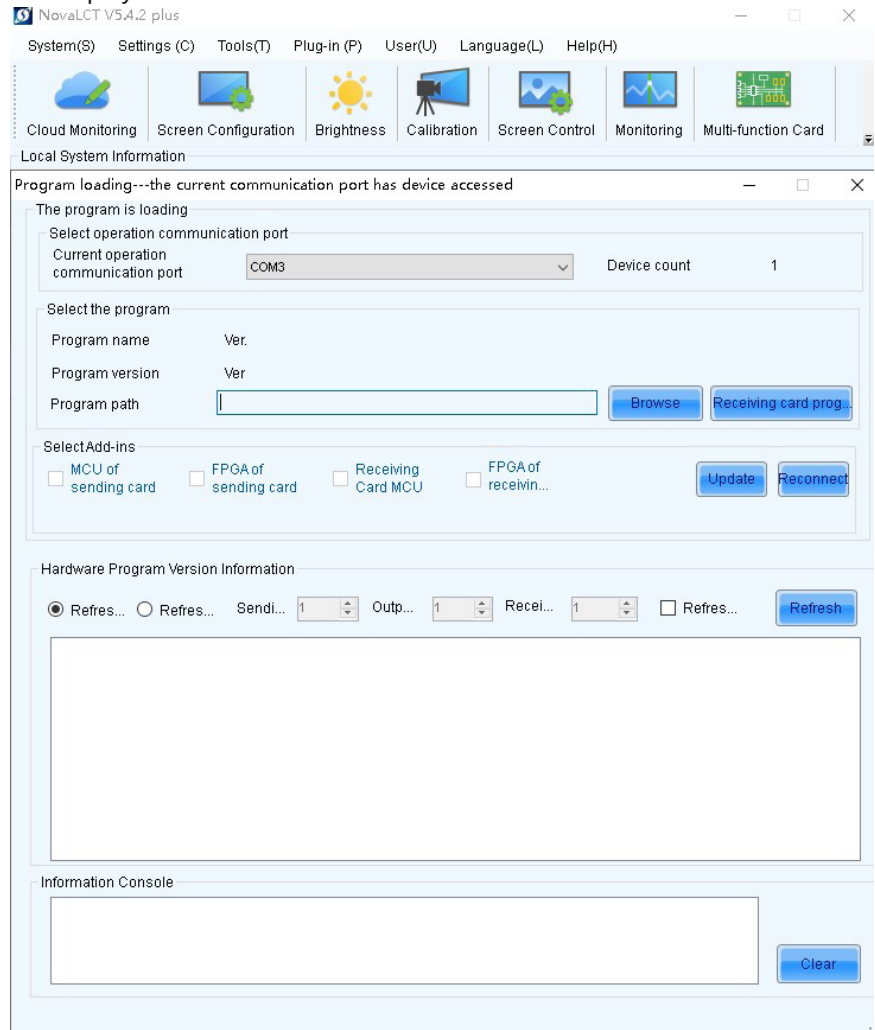 NovaLCT V5.4.2 plus
System(S) Settings (C) Tools(T) Plug-in (P) User(U) Language(L) Help(H)
Cloud Monitoring Screen Configuration Brightness Calibration Screen Control Monitoring Multi-function Card
Local System Information
Program loading---the current communication port has device accessed
The program is loading
Select operation communication port
Current operation
communication port COM3 Device count 1
Select the program
Program name Ver.
Program version Ver
Program path Browse Receiving card prog...
Select Add-ins
MCU of FPGA of Receiving FPGA of
sending card sending card Card MCU receivin... Update Reconnect
Hardware Program Version Information
Refres... Refres... Sendi... 1 Outp... 1 Recei... 1 Refres... Refresh
Information Console
Clear